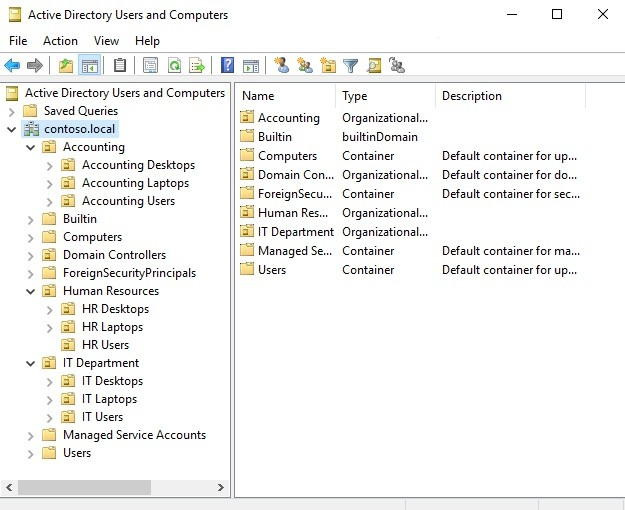 Active Directory Users and Computers
File Action View Help
Active Directory Users and Computers
Saved Queries
contoso.local
Accounting
Accounting Desktops
Accounting Laptops
Accounting Users
Builtin
Computers
Domain Controllers
ForeignSecurityPrincipals
Human Resources
HR Desktops
HR Laptops
HR Users
IT Department
IT Desktops
IT Laptops
IT Users
Managed Service Accounts
Users
Name Type Description
Accounting Organizational...
Builtin builtinDomain
Computers Container Default container for up...
Domain Con... Organizational... Default container for do...
ForeignSecu... Container Default container for sec...
Human Res... Organizational...
IT Department Organizational...
Managed Se... Container Default container for ma...
Users Container Default container for up...